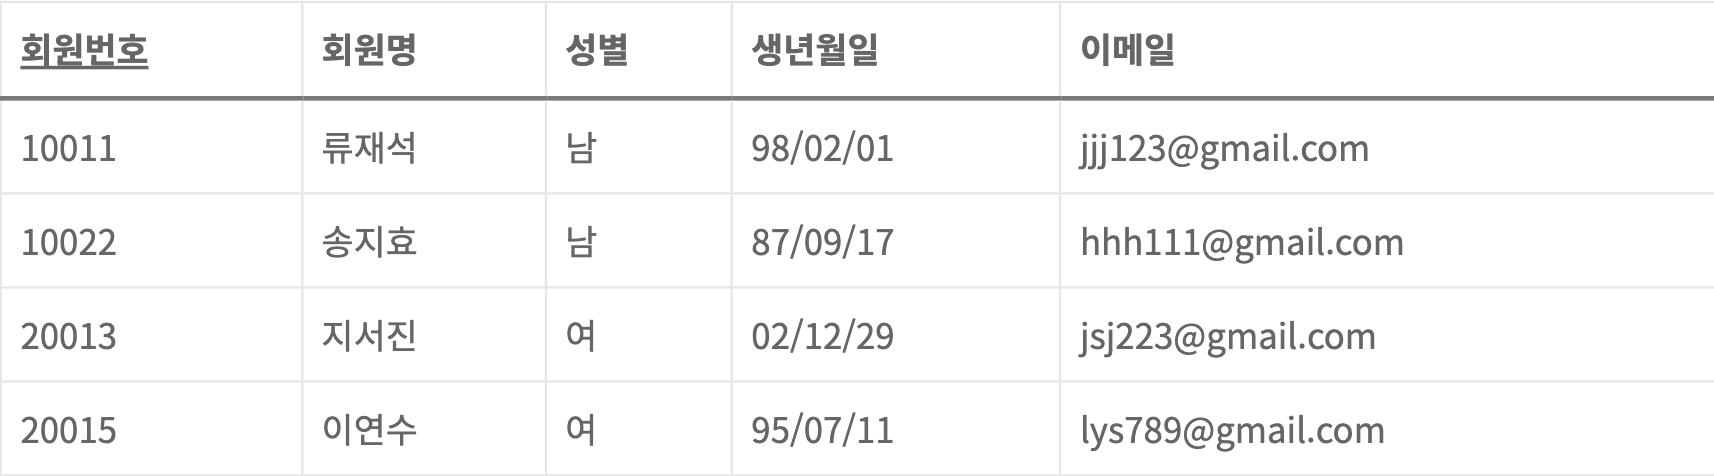 회원번호 회원명 성별 생년월일 이메일
10011 류재석 남 98/02/01 jjj123@gmail.com
10022 송지효 남 87/09/17 hhh111@gmail.com
20013 지서진 여 02/12/29 jsj223@gmail.com
20015 이연수 여 95/07/11 lys789@gmail.com